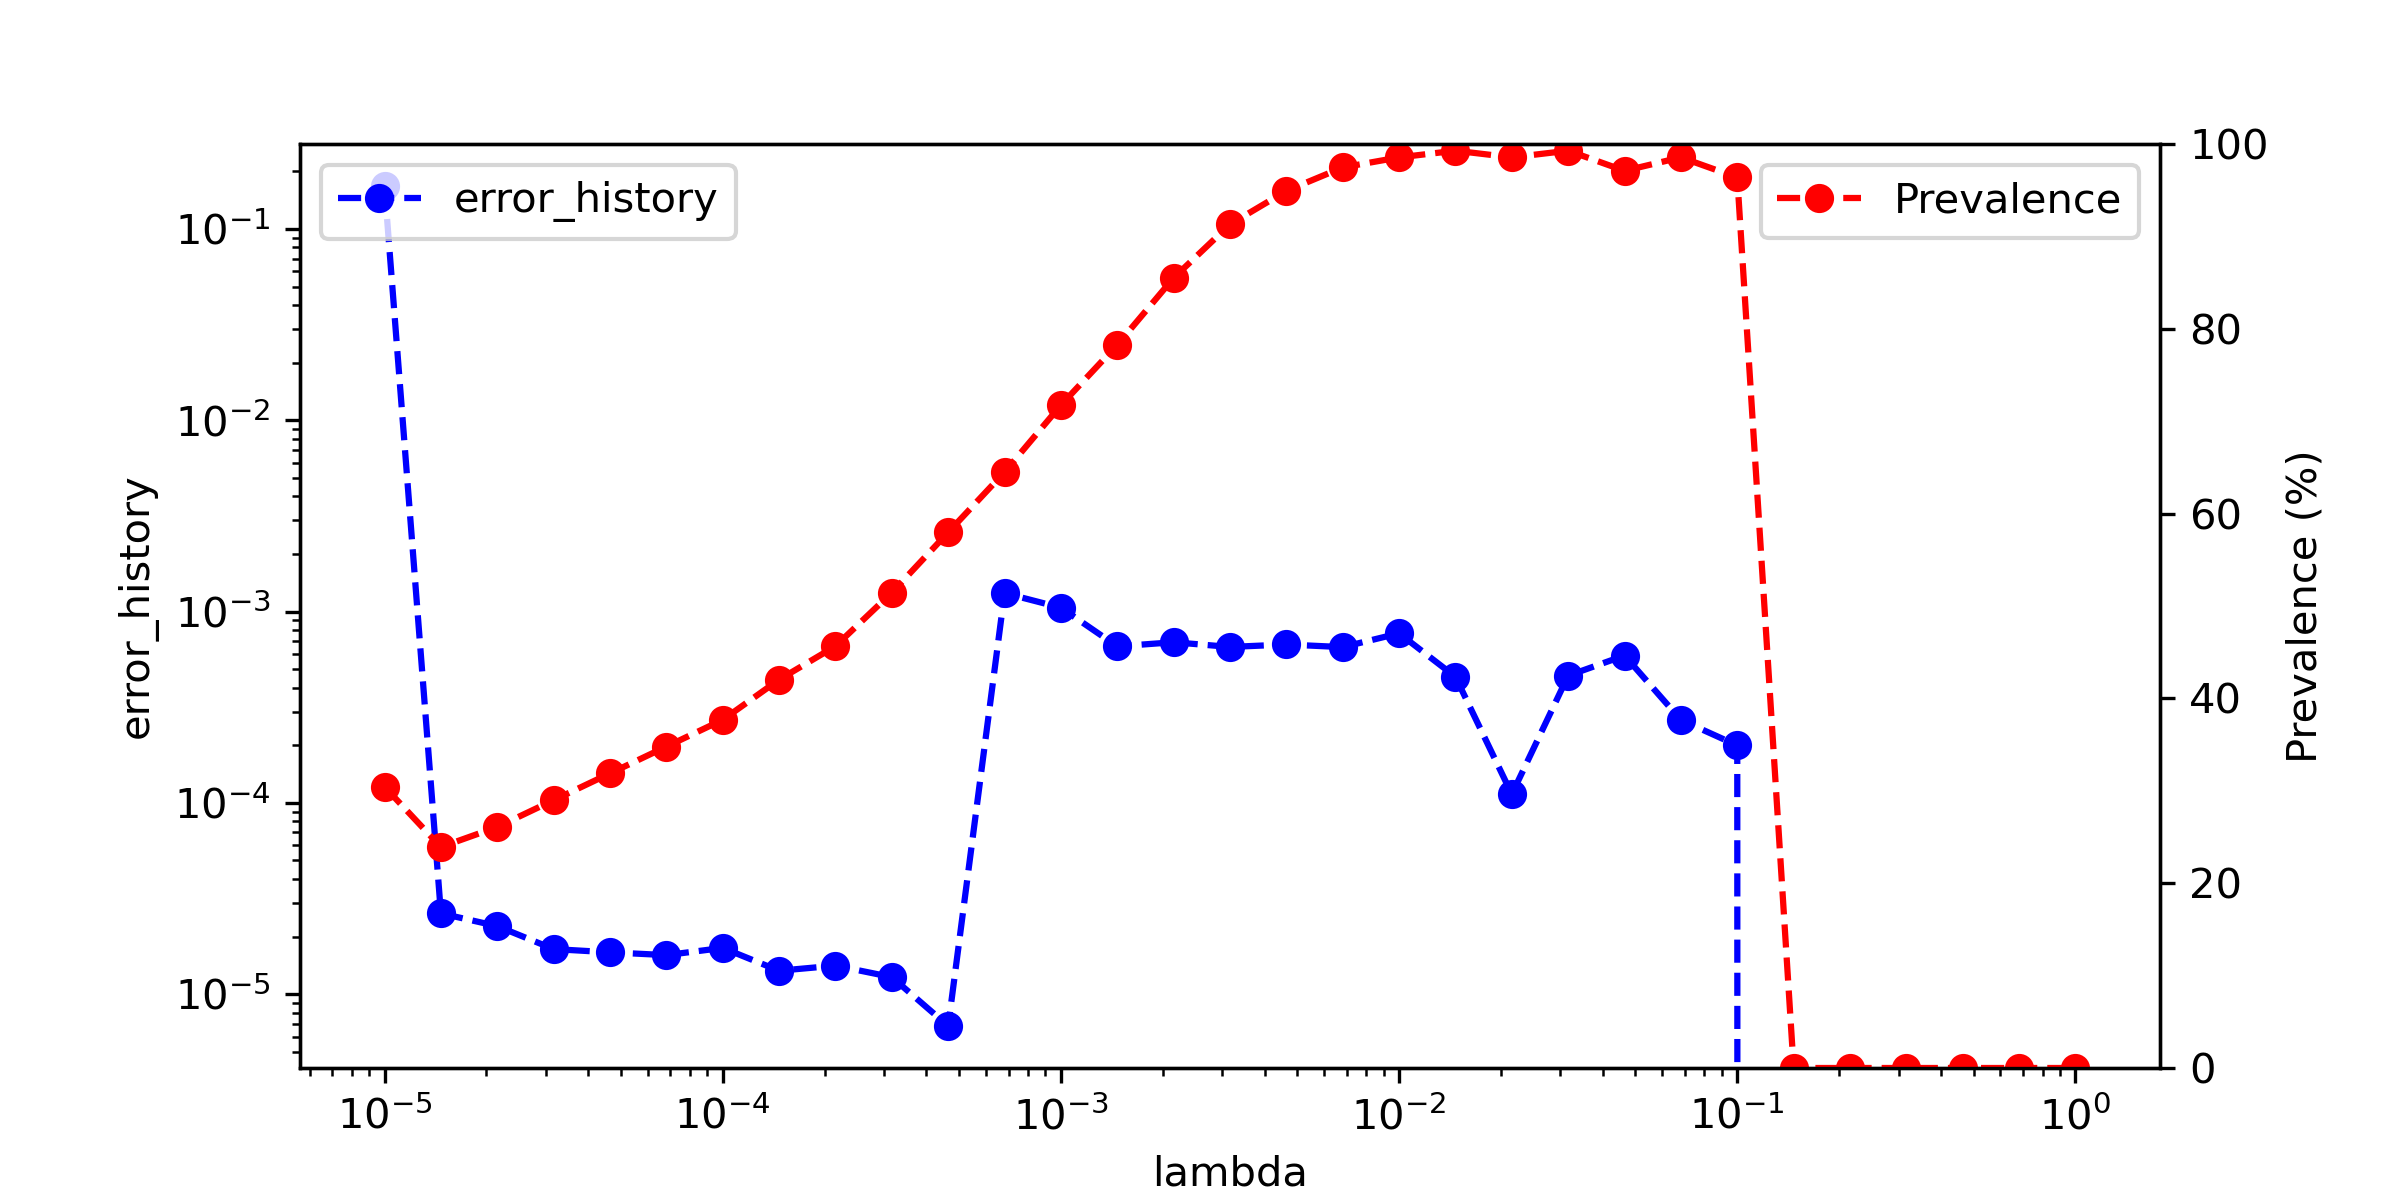 error_history
Prevalence
10⁻¹
10⁻²
10⁻³
10⁻⁴
10⁻⁵
error_history
100
80
60
40
20
0
Prevalence (%)
10⁻⁵ 10⁻⁴ 10⁻³ 10⁻² 10⁻¹ 10⁰
lambda